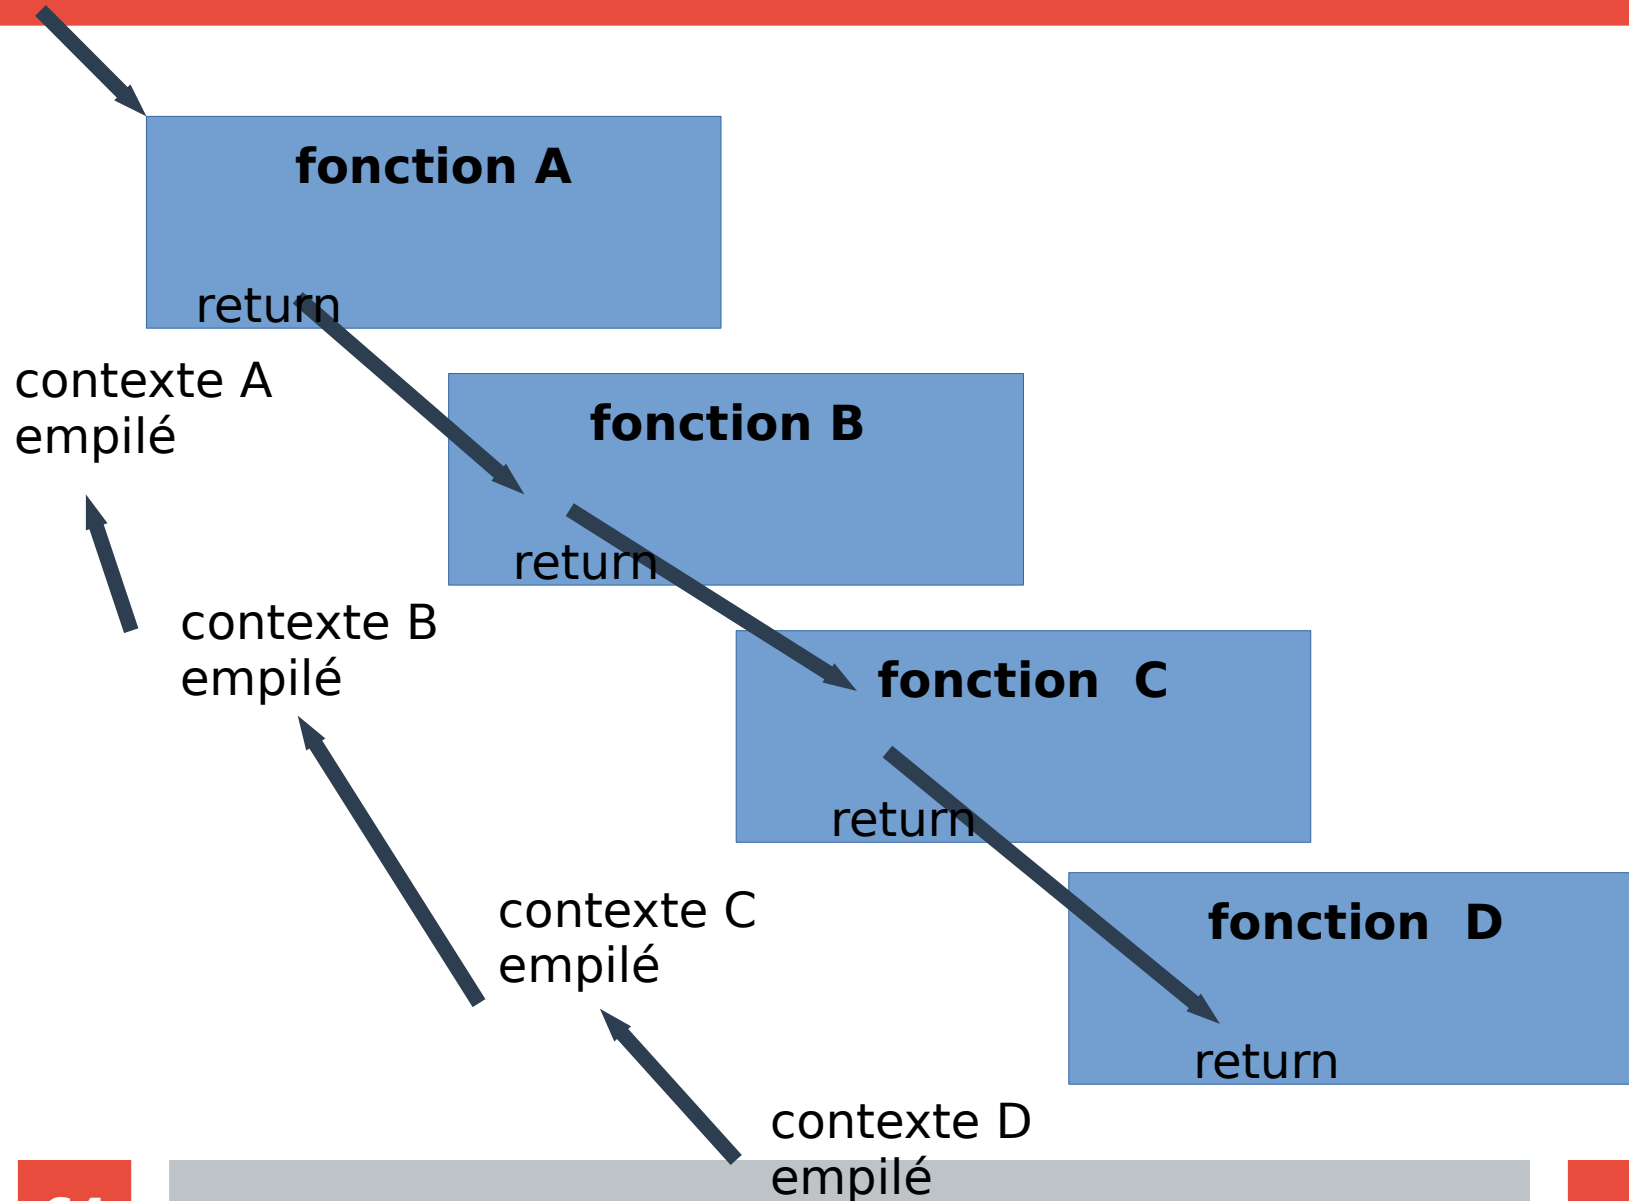 fonction A
return
contexte A
empilé
fonction B
return
contexte B
empilé
fonction  C
return
contexte C
empilé
fonction  D
return
contexte D
empilé